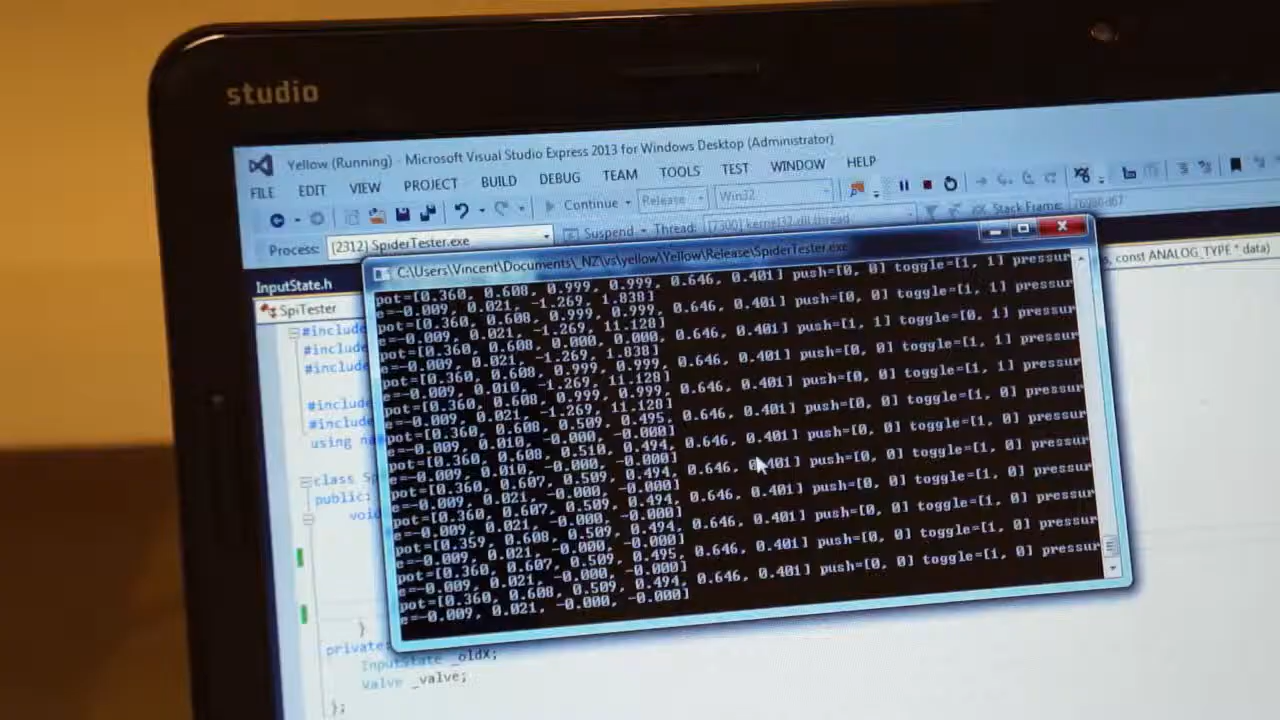 studio
Yellow (Running) - Microsoft Visual Studio Express 2013 for Windows Desktop (Administrator)
FILE EDIT VIEW PROJECT BUILD DEBUG TEAM TOOLS TEST WINDOW HELP
Continue Release Win32
Process: [2312] SpiderTester.exe Suspend Thread: [7300] kernel32.dll thread Stack Frame:
C:\Users\Vincent\Documents\_NZ\vs\yellow\Yellow\Release\SpiderTester.exe
InputState.h
const ANALOG_TYPE * data)
SpiTester
pot=[0.360, 0.608, 0.999, 0.999, 0.646, 0.401] push=[0, 0] toggle=[1, 1] pressur
e=-0.009, 0.021, -1.269, 1.838]
pot=[0.360, 0.608, 0.999, 0.999, 0.646, 0.401] push=[0, 0] toggle=[1, 1] pressur
e=-0.009, 0.021, -1.269, 11.128]
pot=[0.360, 0.608, 0.000, 0.000, 0.646, 0.401] push=[1, 1] toggle=[0, 1] pressur
e=-0.009, 0.021, -1.269, 1.838]
pot=[0.360, 0.608, 0.999, 0.999, 0.646, 0.401] push=[0, 0] toggle=[1, 1] pressur
e=-0.009, 0.010, -1.269, 11.128]
pot=[0.360, 0.608, 0.999, 0.999, 0.646, 0.401] push=[0, 0] toggle=[1, 0] pressur
e=-0.009, 0.021, -1.269, 11.128]
pot=[0.360, 0.608, 0.509, 0.495, 0.646, 0.401] push=[0, 0] toggle=[1, 0] pressur
e=-0.009, 0.010, -0.000, -0.000]
pot=[0.360, 0.608, 0.510, 0.494, 0.646, 0.401] push=[0, 0] toggle=[1, 0] pressur
e=-0.009, 0.010, -0.000, -0.000]
pot=[0.360, 0.607, 0.509, 0.494, 0.646, 0.401] push=[0, 0] toggle=[1, 0] pressur
e=-0.009, 0.021, -0.000, -0.000]
pot=[0.360, 0.607, 0.509, 0.494, 0.646, 0.401] push=[0, 0] toggle=[1, 0] pressur
e=-0.009, 0.021, -0.000, -0.000]
pot=[0.359, 0.608, 0.509, 0.494, 0.646, 0.401] push=[0, 0] toggle=[1, 0] pressur
e=-0.009, 0.021, -0.000, -0.000]
pot=[0.360, 0.607, 0.509, 0.495, 0.646, 0.401] push=[0, 0] toggle=[1, 0] pressur
e=-0.009, 0.021, -0.000, -0.000]
pot=[0.360, 0.608, 0.509, 0.494, 0.646, 0.401] push=[0, 0] toggle=[1, 0] pressur
e=-0.009, 0.021, -0.000, -0.000]
#include
#include
#include
#include
#include
using
class
public:
}
private:
InputState _oldX;
Valve _valve;
};